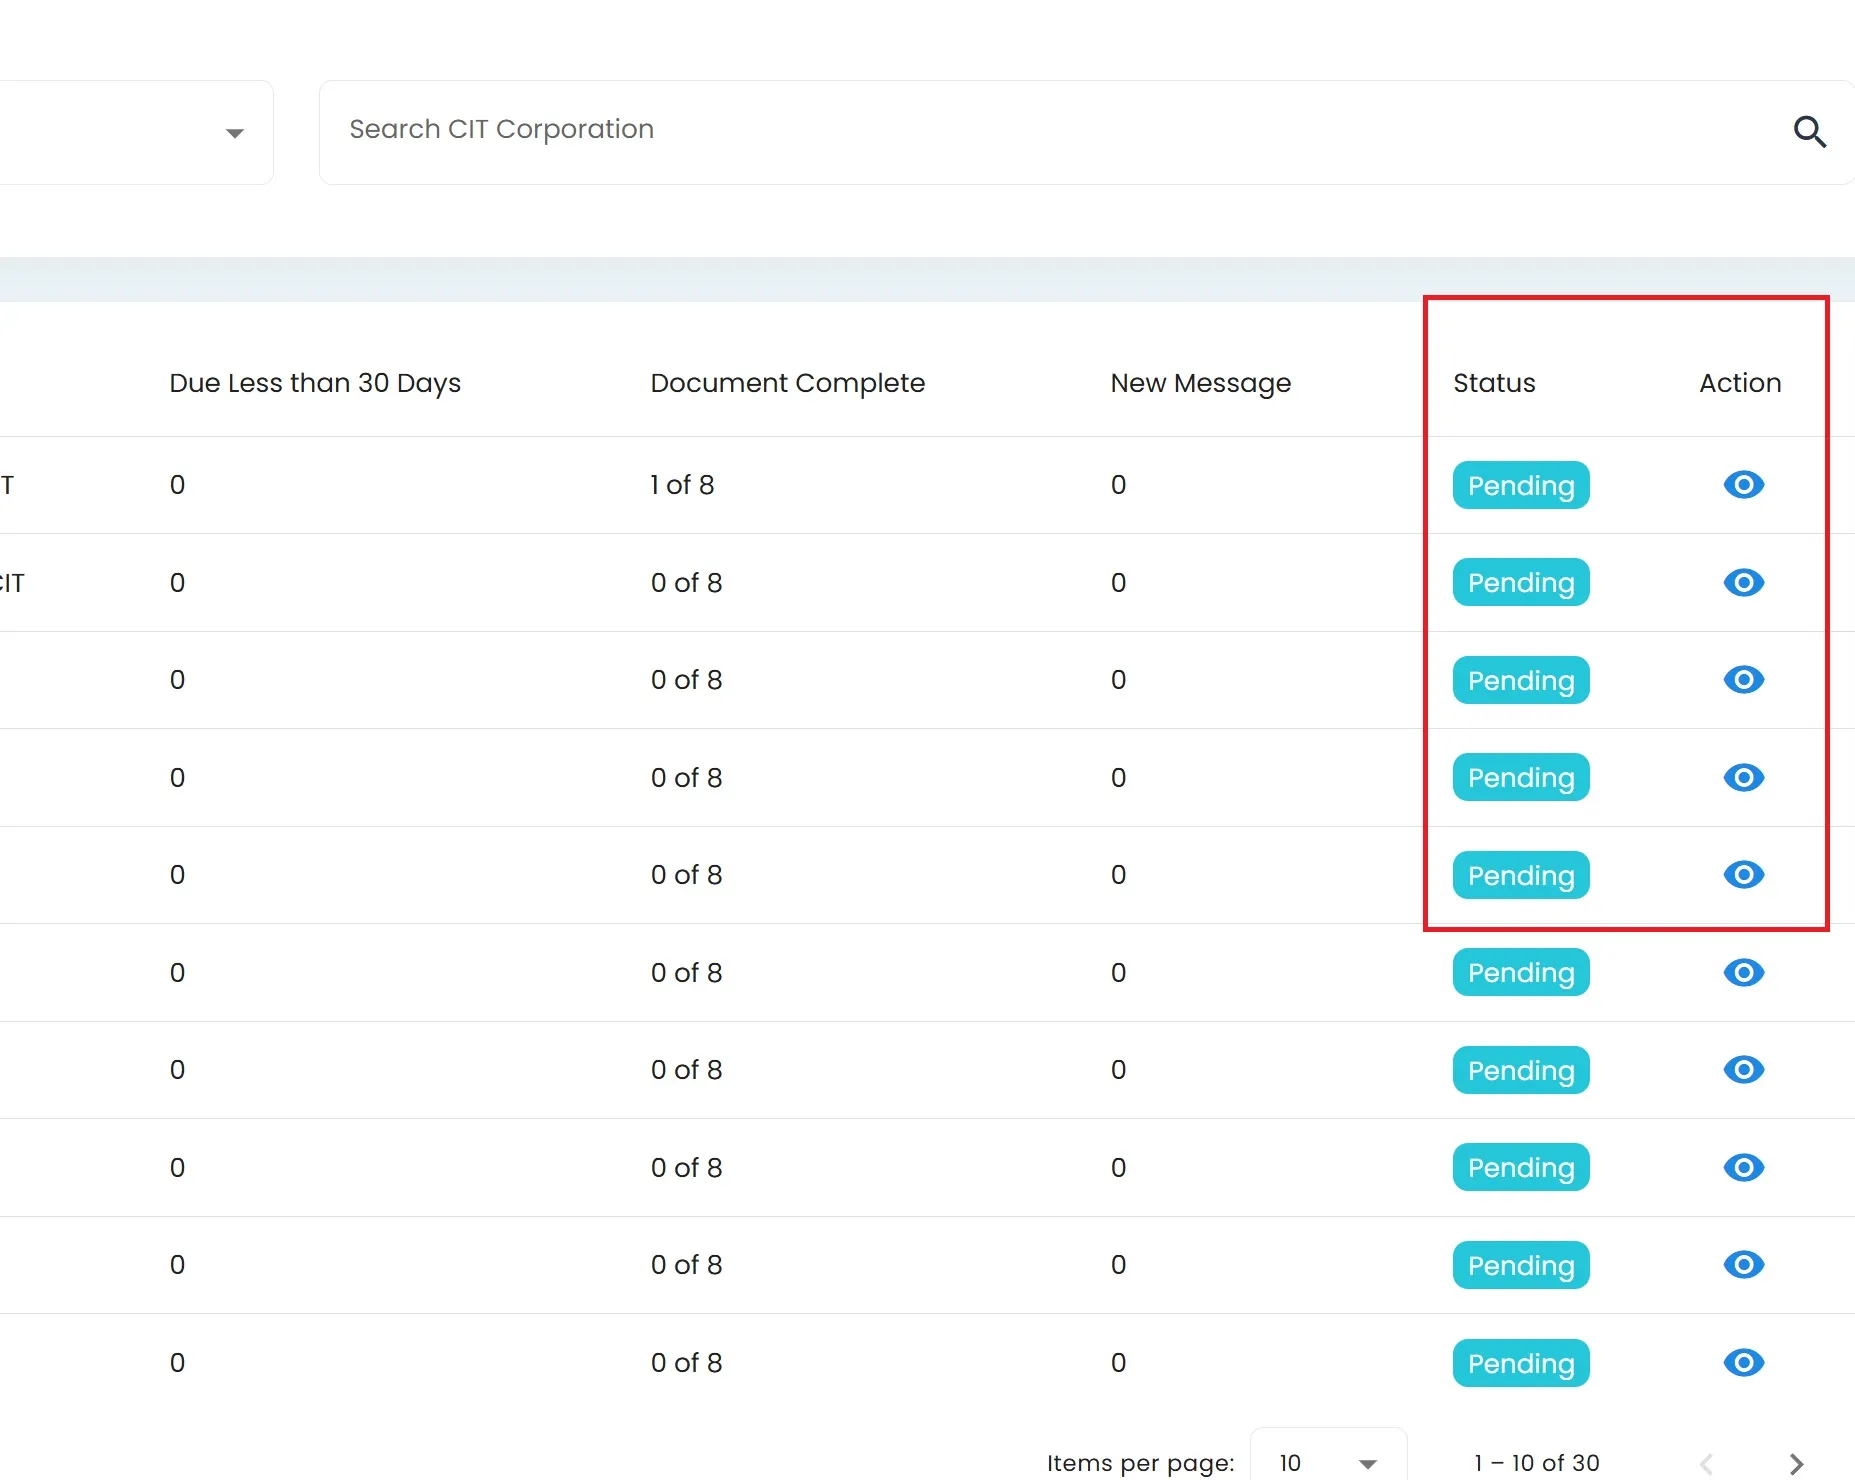 Search CIT Corporation
Due Less than 30 Days Document Complete New Message Status Action
T 0 1 of 8 0 Pending
CIT 0 0 of 8 0 Pending
0 0 of 8 0 Pending
0 0 of 8 0 Pending
0 0 of 8 0 Pending
0 0 of 8 0 Pending
0 0 of 8 0 Pending
0 0 of 8 0 Pending
0 0 of 8 0 Pending
0 0 of 8 0 Pending
Items per page: 10 1 – 10 of 30